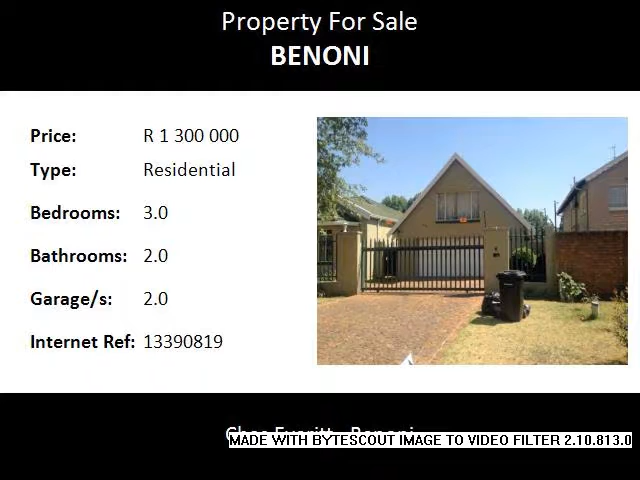 Property For Sale
BENONI
Price: R 1 300 000
Type: Residential
Bedrooms: 3.0
Bathrooms: 2.0
Garage/s: 2.0
Internet Ref: 13390819
MADE WITH BYTESCOUT IMAGE TO VIDEO FILTER 2.10.813.0